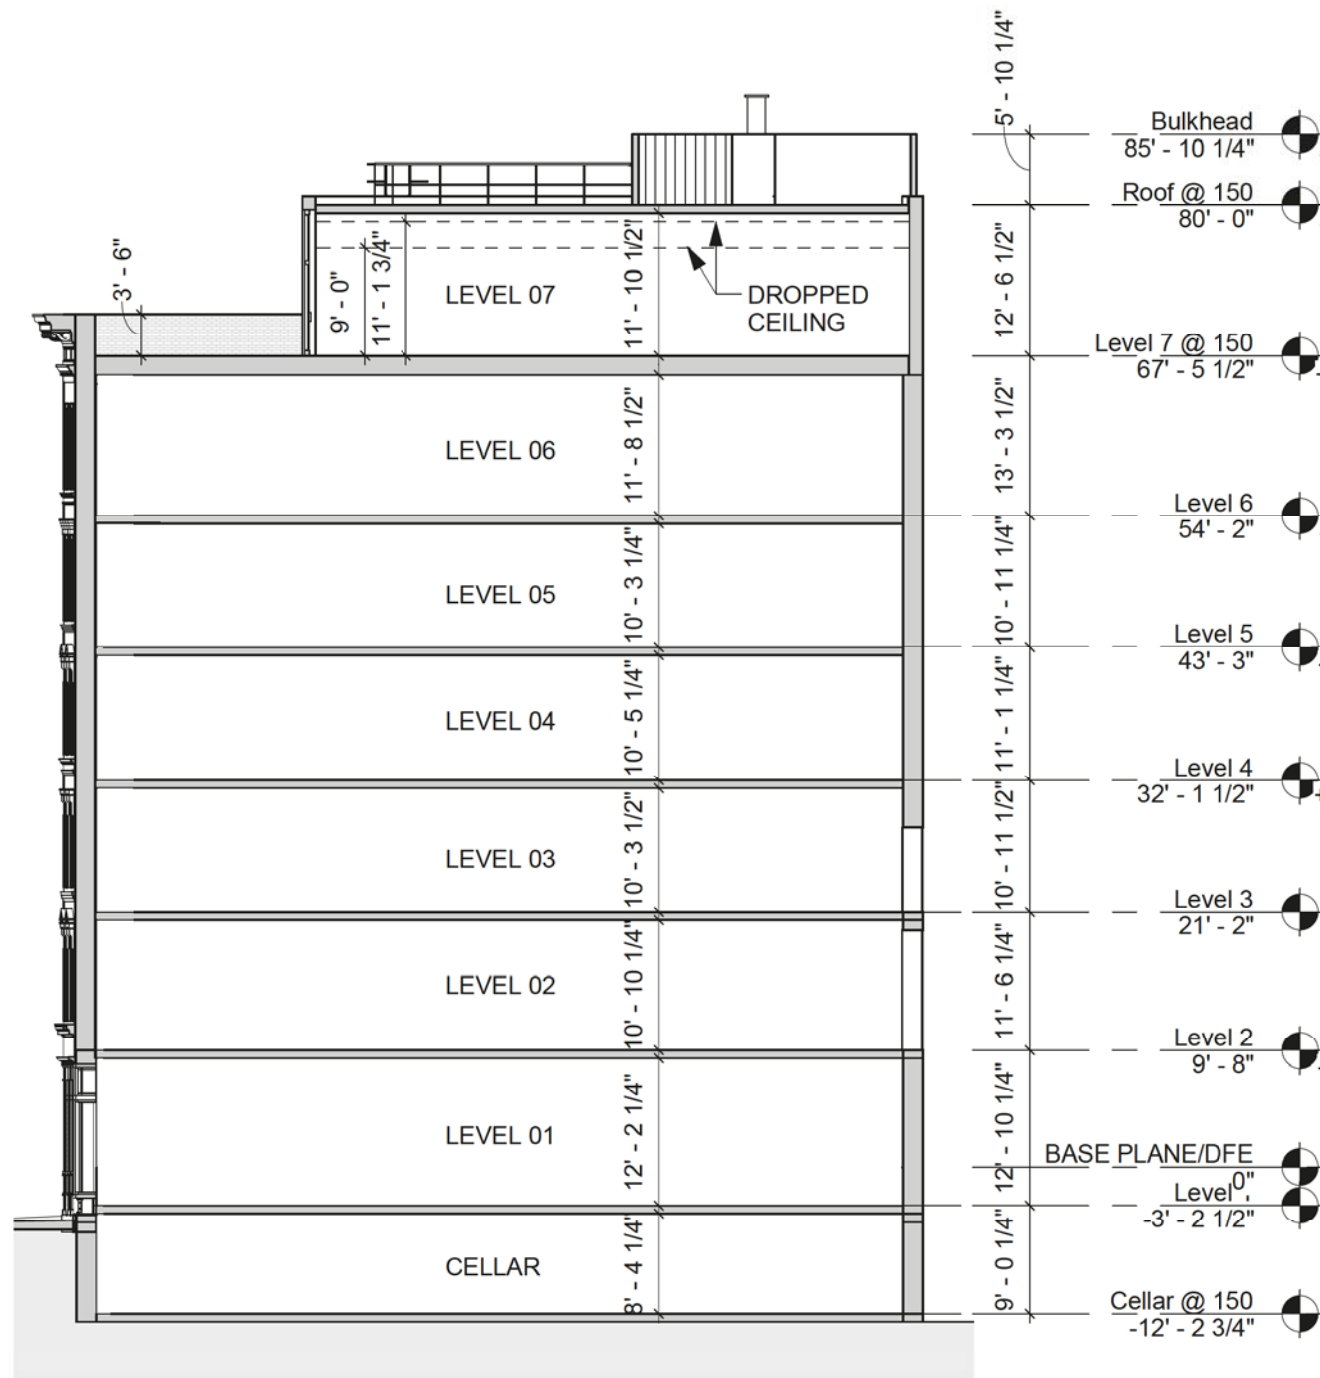 5' - 10 1/4"
Bulkhead
85' - 10 1/4"
Roof @ 150
80' - 0"
3' - 6"
9' - 0"
11' - 1 3/4"
LEVEL 07
11' - 10 1/2"
DROPPED
CEILING
12' - 6 1/2"
Level 7 @ 150
67' - 5 1/2"
LEVEL 06
11' - 8 1/2"
13' - 3 1/2"
Level 6
54' - 2"
LEVEL 05
10' - 3 1/4"
10' - 11 1/4"
Level 5
43' - 3"
LEVEL 04
10' - 5 1/4"
11' - 1 1/4"
Level 4
32' - 1 1/2"
LEVEL 03
10' - 3 1/2"
10' - 11 1/2"
Level 3
21' - 2"
LEVEL 02
10' - 10 1/4"
11' - 6 1/4"
Level 2
9' - 8"
LEVEL 01
12' - 2 1/4"
12' - 10 1/4"
BASE PLANE/DFE
0"
Level
-3' - 2 1/2"
CELLAR
8' - 4 1/4"
9' - 0 1/4"
Cellar @ 150
-12' - 2 3/4"